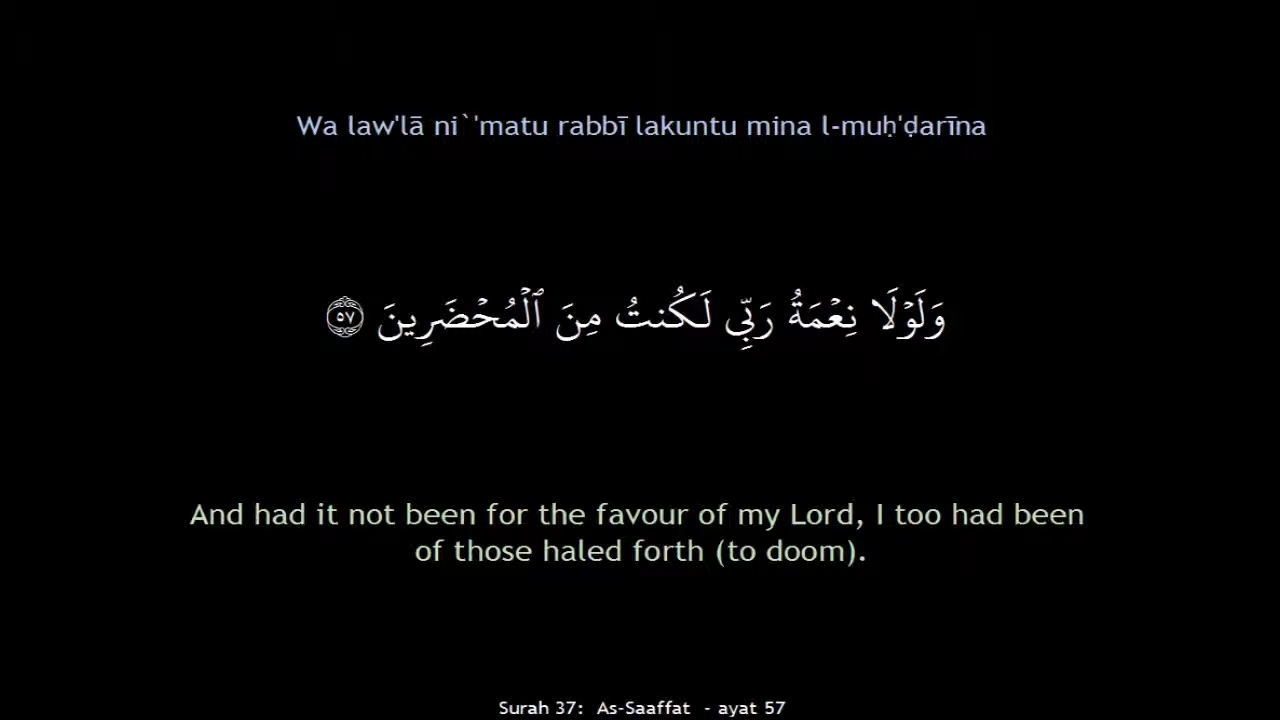 Wa law'lā ni`'matu rabbī lakuntu mina l-muḥ'ḍarīna
وَلَوْلَا نِعْمَةُ رَبِّي لَكُنتُ مِنَ ٱلْمُحْضَرِينَ ٥٧
And had it not been for the favour of my Lord, I too had been
of those haled forth (to doom).
Surah 37: As-Saaffat - ayat 57